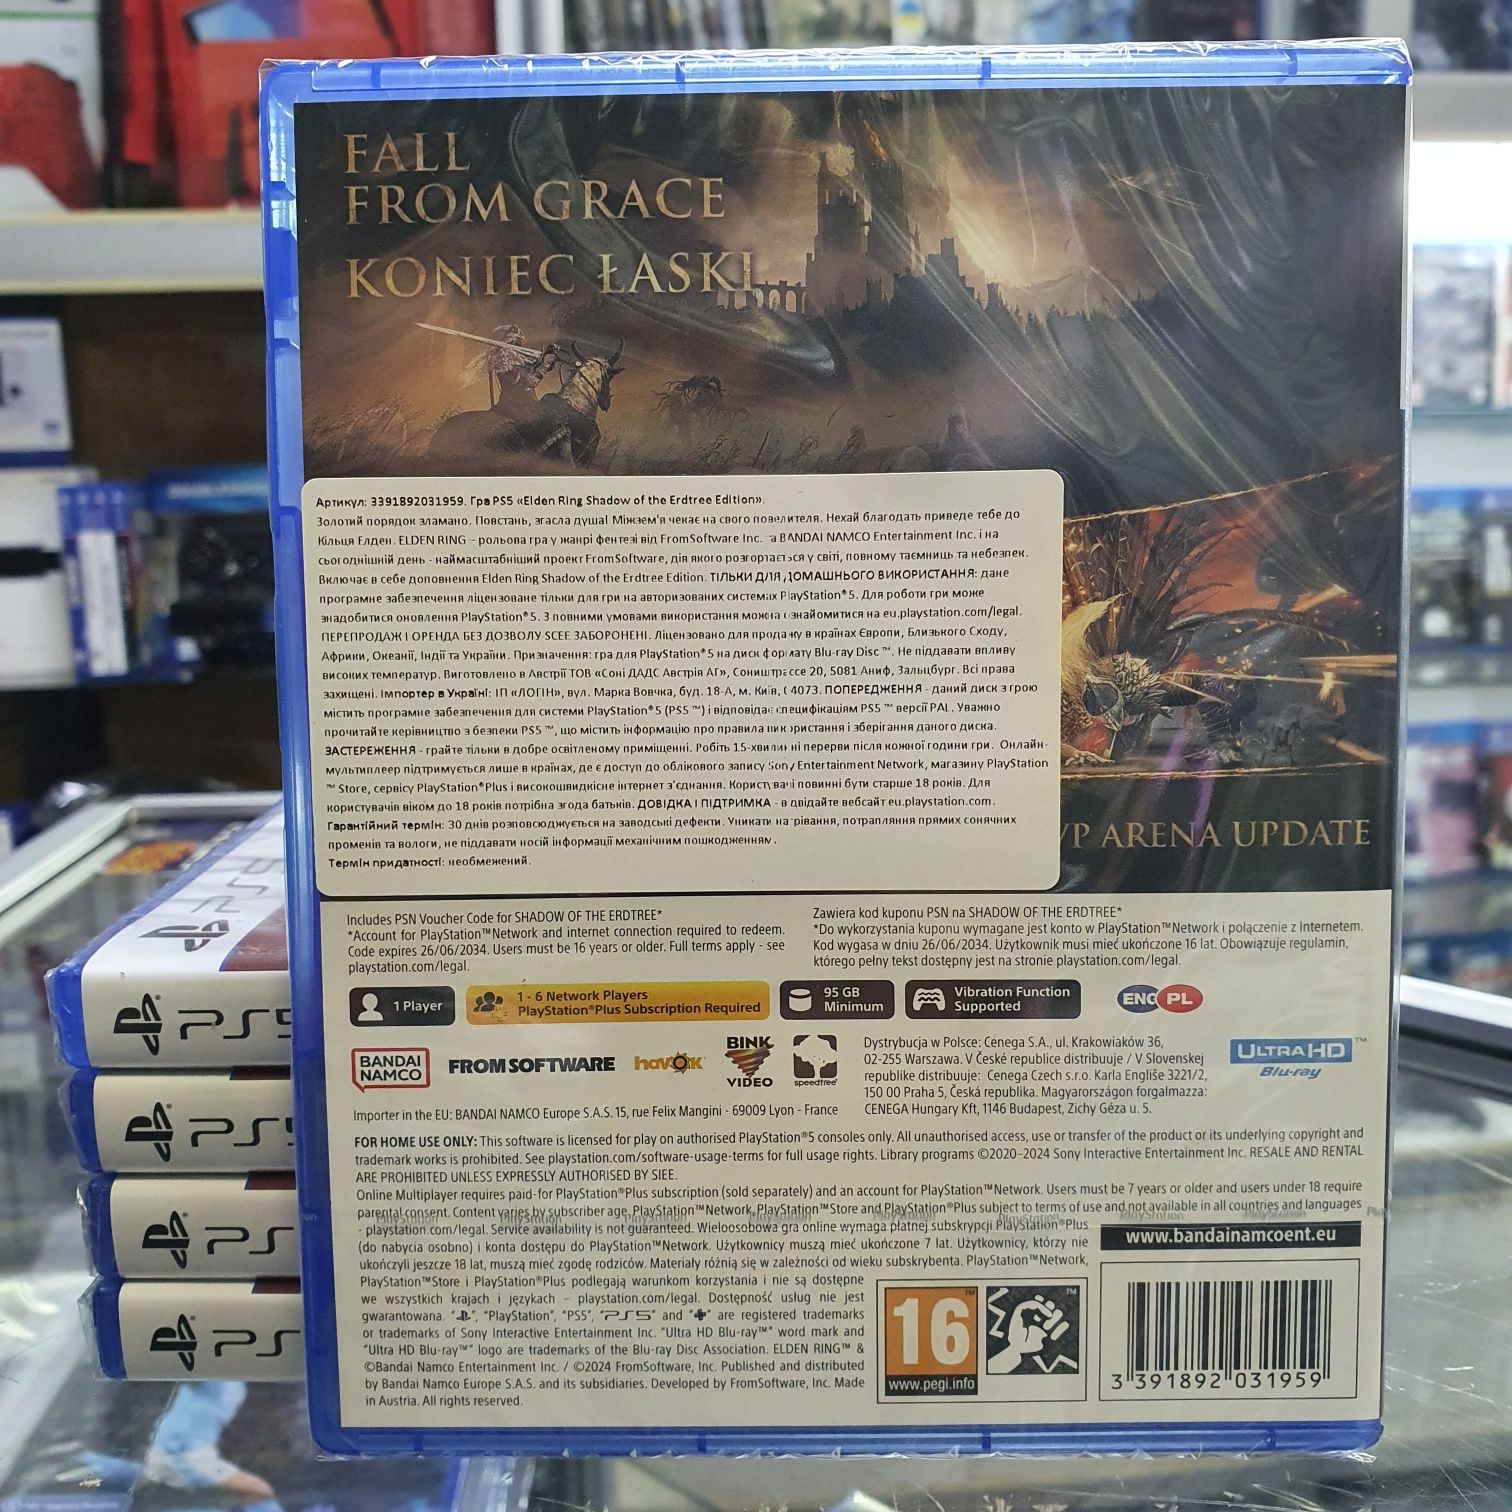 FALL
FROM GRACE
KONIEC ŁASKI
Артикул: 3391892031959. Гра PS5 «Elden Ring Shadow of the Erdtree Edition».
Золотий порядок зламано. Повстань, згасла душа! Міжзем'я чекає на свого повелителя. Нехай благодать приведе тебе до
Кільця Елден. ELDEN RING - рольова гра у жанрі фентезі від FromSoftware Inc. а BANDAI NAMCO Entertainment Inc. і на
сьогоднішній день - наймасштабніший проект FromSoftware, дія якого розгортається у світі, повному таємниць та небезпек.
Включає в себе доповнення Elden Ring Shadow of the Erdtree Edition. ТІЛЬКИ ДЛЯ ДОМАШНЬОГО ВИКОРИСТАННЯ: дане
програмне забезпечення ліцензоване тільки для гри на авторизованих системах PlayStation®5. Для роботи гри може
знадобитися оновлення PlayStation®5. З повними умовами використання можна ознайомитися на eu.playstation.com/legal.
ПЕРЕПРОДАЖ І ОРЕНДА БЕЗ ДОЗВОЛУ SCEE ЗАБОРОНЕНІ. Ліцензовано для продажу в країнах Європи, Близького Сходу,
Африки, Океанії, Індії та України. Призначення: гра для PlayStation®5 на диск формату Blu-ray Disc ™. Не піддавати впливу
високих температур. Виготовлено в Австрії ТОВ «Соні ДАДС Австрія АГ», Соништрассе 20, 5081 Аниф, Зальцбург. Всі права
захищені. Імпортер в Україні: ІП «ЛОГІН», вул. Марка Вовчка, буд. 18-А, м. Київ, 04073. ПОПЕРЕДЖЕННЯ - даний диск з грою
містить програмне забезпечення для системи PlayStation®5 (PS5 ™) і відповідає специфікаціям PS5 ™ версії PAL. Уважно
прочитайте керівництво з безпеки PS5 ™, що містить інформацію про правила використання і зберігання даного диска.
ЗАСТЕРЕЖЕННЯ - грайте тільки в добре освітленому приміщенні. Робіть 15-хвилинні перерви після кожної години гри. Онлайн-
мультиплеер підтримується лише в країнах, де є доступ до облікового запису Sony Entertainment Network, магазину PlayStation
™ Store, сервісу PlayStation®Plus і високошвидкісне інтернет з'єднання. Користувачі повинні бути старше 18 років. Для
користувачів віком до 18 років потрібна згода батьків. ДОВІДКА І ПІДТРИМКА - відвідайте вебсайт eu.playstation.com.
Гарантійний термін: 30 днів розповсюджується на заводські дефекти. Уникати нагрівання, потрапляння прямих сонячних
променів та вологи, не піддавати носій інформації механічним пошкодженням.
Термін придатності: необмежений.
VP ARENA UPDATE
Includes PSN Voucher Code for SHADOW OF THE ERDTREE*
*Account for PlayStation™Network and internet connection required to redeem.
Code expires 26/06/2034. Users must be 16 years or older. Full terms apply - see
playstation.com/legal.
Zawiera kod kuponu PSN na SHADOW OF THE ERDTREE*
*Do wykorzystania kuponu wymagane jest konto w PlayStation™Network i połączenie z Internetem.
Kod wygasa w dniu 26/06/2034. Użytkownik musi mieć ukończone 16 lat. Obowiązuje regulamin,
którego pełny tekst dostępny jest na stronie playstation.com/legal.
1 Player
1 - 6 Network Players
PlayStation®Plus Subscription Required
95 GB
Minimum
Vibration Function
Supported
ENG PL
BANDAI
NAMCO
FROMSOFTWARE
havok
BINK
VIDEO
speedtree
Dystrybucja w Polsce: Cenega S.A., ul. Krakowiaków 36,
02-255 Warszawa. V České republice distribuuje / V Slovenskej
republike distribuuje: Cenega Czech s.r.o. Karla Engliše 3221/2,
150 00 Praha 5, Česká republika. Magyarországon forgalmazza:
CENEGA Hungary Kft, 1146 Budapest, Zichy Géza u. 5.
ULTRA HD™
Blu-ray
Importer in the EU: BANDAI NAMCO Europe S.A.S. 15, rue Felix Mangini - 69009 Lyon - France
FOR HOME USE ONLY: This software is licensed for play on authorised PlayStation®5 consoles only. All unauthorised access, use or transfer of the product or its underlying copyright and
trademark works is prohibited. See playstation.com/software-usage-terms for full usage rights. Library programs ©2020-2024 Sony Interactive Entertainment Inc. RESALE AND RENTAL
ARE PROHIBITED UNLESS EXPRESSLY AUTHORISED BY SIEE.
Online Multiplayer requires paid-for PlayStation®Plus subscription (sold separately) and an account for PlayStation™Network. Users must be 7 years or older and users under 18 require
parental consent. Content varies by subscriber age. PlayStation™Network, PlayStation™Store and PlayStation®Plus subject to terms of use and not available in all countries and languages
- playstation.com/legal. Service availability is not guaranteed. Wieloosobowa gra online wymaga płatnej subskrypcji PlayStation®Plus
(do nabycia osobno) i konta dostępu do PlayStation™Network. Użytkownicy muszą mieć ukończone 7 lat. Użytkownicy, którzy nie
ukończyli jeszcze 18 lat, muszą mieć zgodę rodziców. Materiały różnią się w zależności od wieku subskrybenta. PlayStation™Network,
PlayStation™Store i PlayStation®Plus podlegają warunkom korzystania i nie są dostępne
we wszystkich krajach i językach – playstation.com/legal. Dostępność usług nie jest
gwarantowana. "PS", "PlayStation", "PS5", "PS5" and "" are registered trademarks
or trademarks of Sony Interactive Entertainment Inc. "Ultra HD Blu-ray™" word mark and
"Ultra HD Blu-ray™" logo are trademarks of the Blu-ray Disc Association. ELDEN RING™ &
©Bandai Namco Entertainment Inc. / ©2024 FromSoftware, Inc. Published and distributed
by Bandai Namco Europe S.A.S. and its subsidiaries. Developed by FromSoftware, Inc. Made
in Austria. All rights reserved.
www.bandainamcoent.eu
16
www.pegi.info
3 391892 031959
PS5
PS5
PS5
PS5